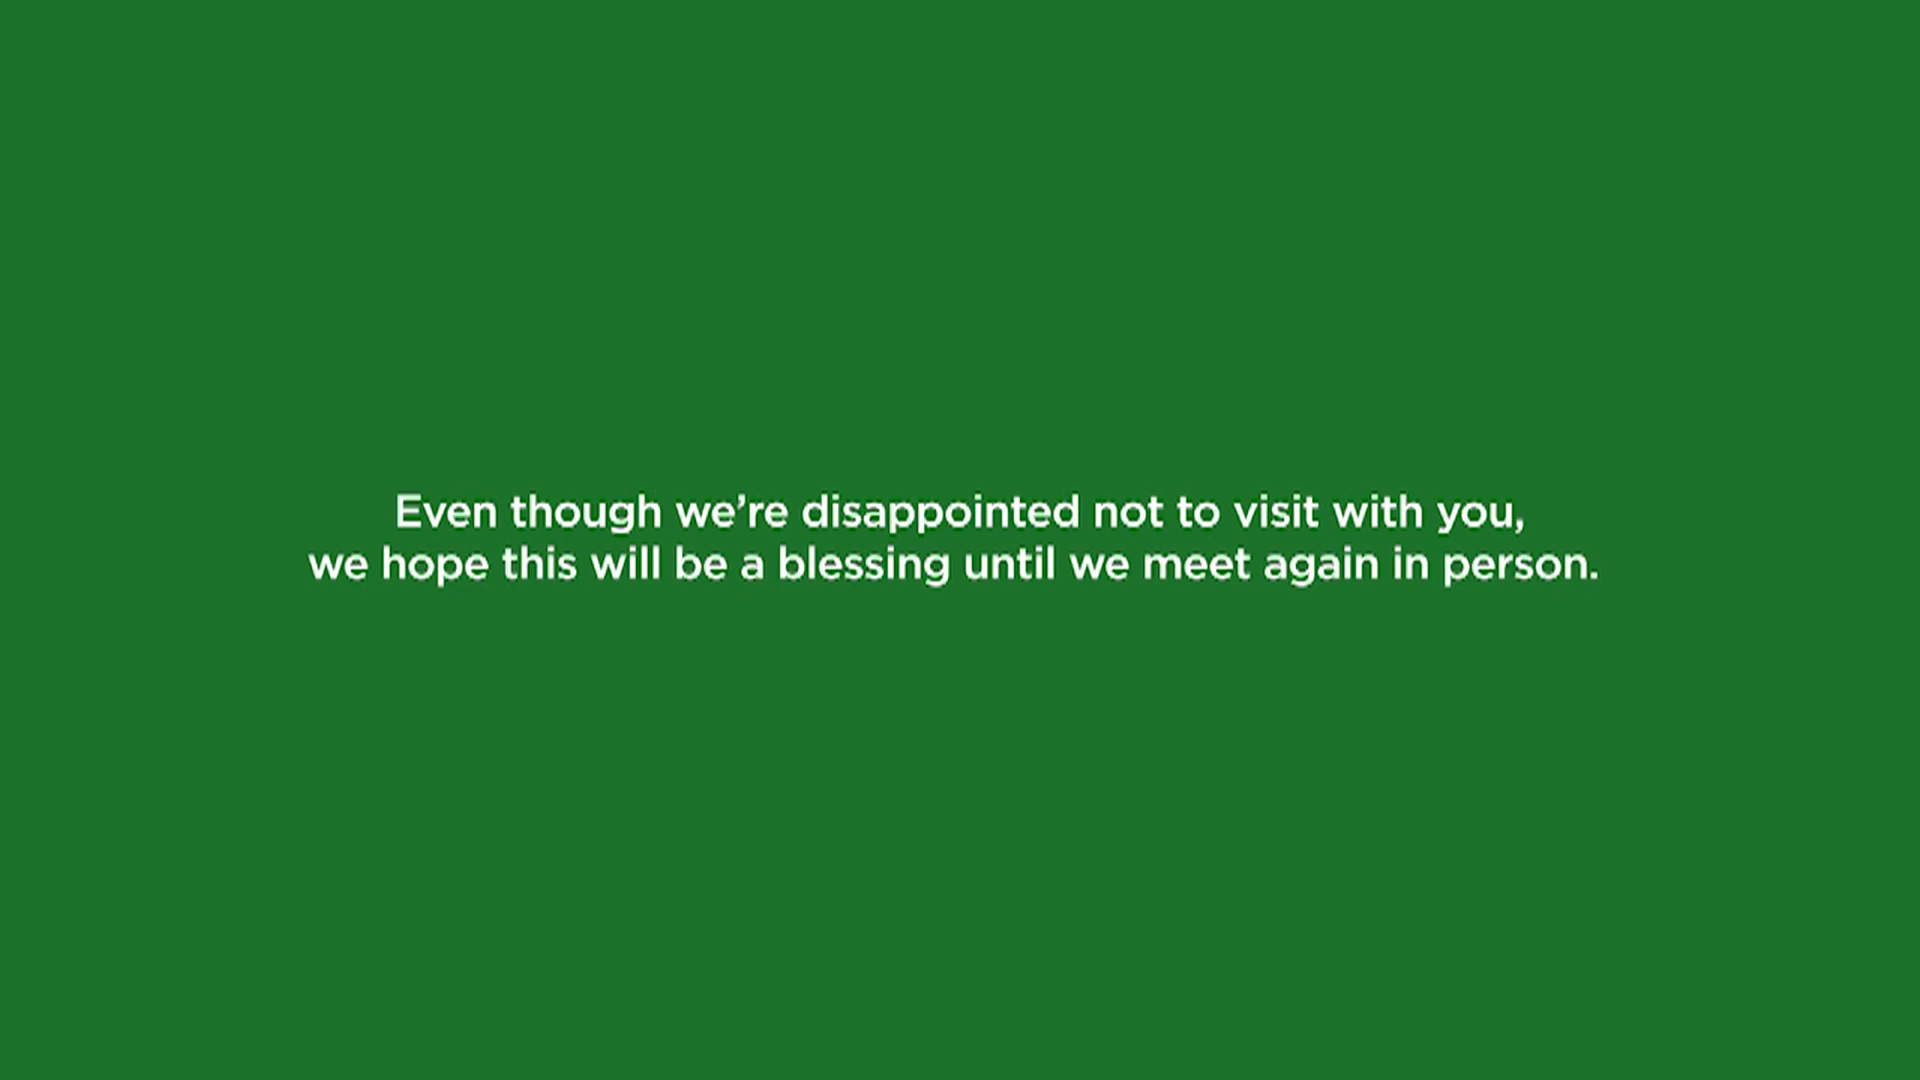 Even though we’re disappointed not to visit with you,
we hope this will be a blessing until we meet again in person.